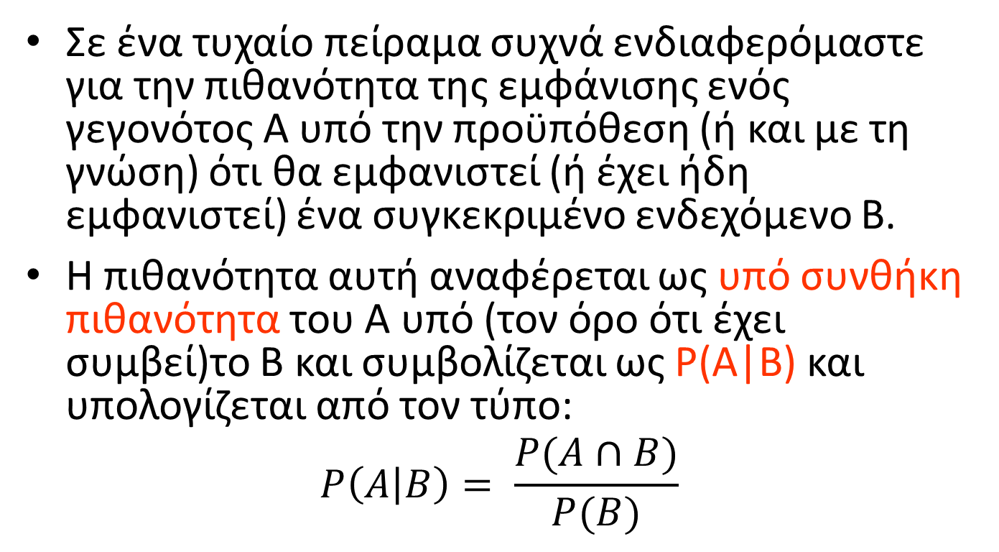 • Σε ένα τυχαίο πείραμα συχνά ενδιαφερόμαστε
για την πιθανότητα της εμφάνισης ενός
γεγονότος Α υπό την προϋπόθεση (ή και με τη
γνώση) ότι θα εμφανιστεί (ή έχει ήδη
εμφανιστεί) ένα συγκεκριμένο ενδεχόμενο Β.
• Η πιθανότητα αυτή αναφέρεται ως υπό συνθήκη
πιθανότητα του Α υπό (τον όρο ότι έχει
συμβεί)το Β και συμβολίζεται ως P(A|B) και
υπολογίζεται από τον τύπο:
P(A|B) = P(A ∩ B) / P(B)